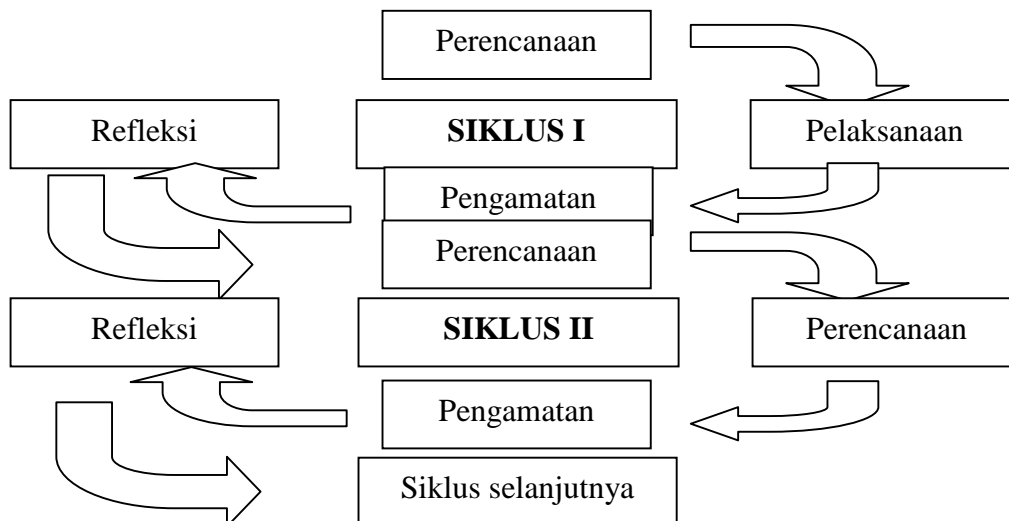 Perencanaan
Refleksi
SIKLUS I
Pelaksanaan
Pengamatan
Perencanaan
Refleksi
SIKLUS II
Perencanaan
Pengamatan
Siklus selanjutnya